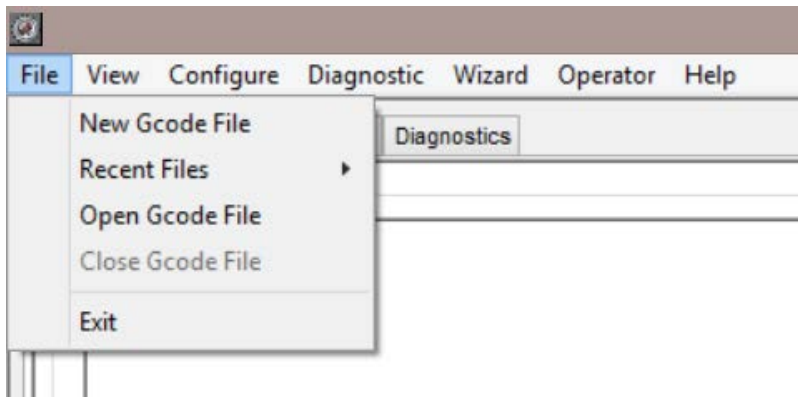 File View Configure Diagnostic Wizard Operator Help
New Gcode File
Diagnostics
Recent Files
Open Gcode File
Close Gcode File
Exit